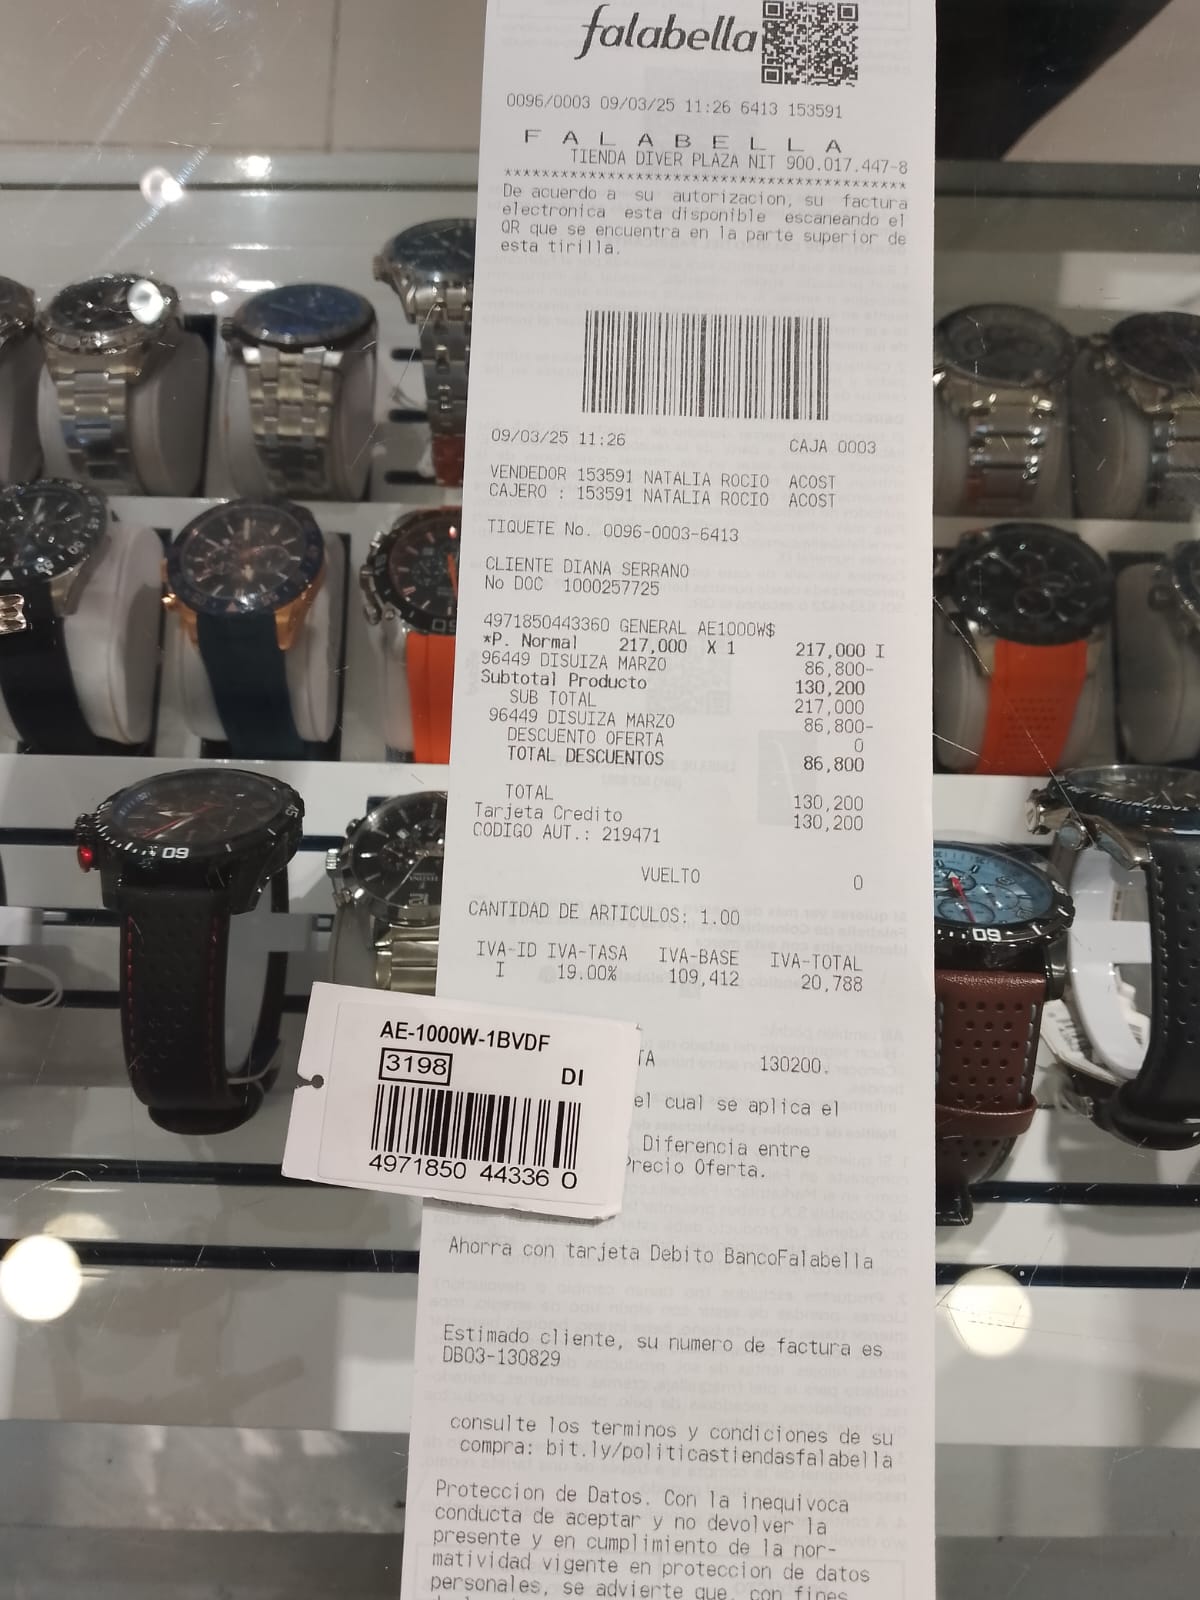 falabella
0096/0003 09/03/25 11:26 6413 153591
F A L A B E L L A
TIENDA DIVER PLAZA NIT 900.017.447-8
*******************************************
De acuerdo a su autorizacion, su factura
electronica esta disponible escaneando el
QR que se encuentra en la parte superior de
esta tirilla.
09/03/25 11:26 CAJA 0003
VENDEDOR 153591 NATALIA ROCIO ACOST
CAJERO : 153591 NATALIA ROCIO ACOST
TIQUETE No. 0096-0003-6413
CLIENTE DIANA SERRANO
No DOC 1000257725
4971850443360 GENERAL AE1000W$
*P. Normal 217,000 X 1 217,000 I
96449 DISUIZA MARZO 86,800-
Subtotal Producto 130,200
SUB TOTAL 217,000
96449 DISUIZA MARZO 86,800-
DESCUENTO OFERTA 0
TOTAL DESCUENTOS 86,800
TOTAL 130,200
Tarjeta Credito 130,200
CODIGO AUT.: 219471
VUELTO 0
CANTIDAD DE ARTICULOS: 1.00
IVA-ID IVA-TASA IVA-BASE IVA-TOTAL
I 19.00% 109,412 20,788
TA 130200.
el cual se aplica el
Diferencia entre
Precio Oferta.
AE-1000W-1BVDF
3198
DI
4971850 44336 0
Ahorra con tarjeta Debito BancoFalabella
Estimado cliente, su numero de factura es
DB03-130829
consulte los terminos y condiciones de su
compra: bit.ly/politicastiendasfalabella
Proteccion de Datos. Con la inequivoca
conducta de aceptar y no devolver la
presente y en cumplimiento de la nor-
matividad vigente en proteccion de datos
personales, se advierte que, con fines